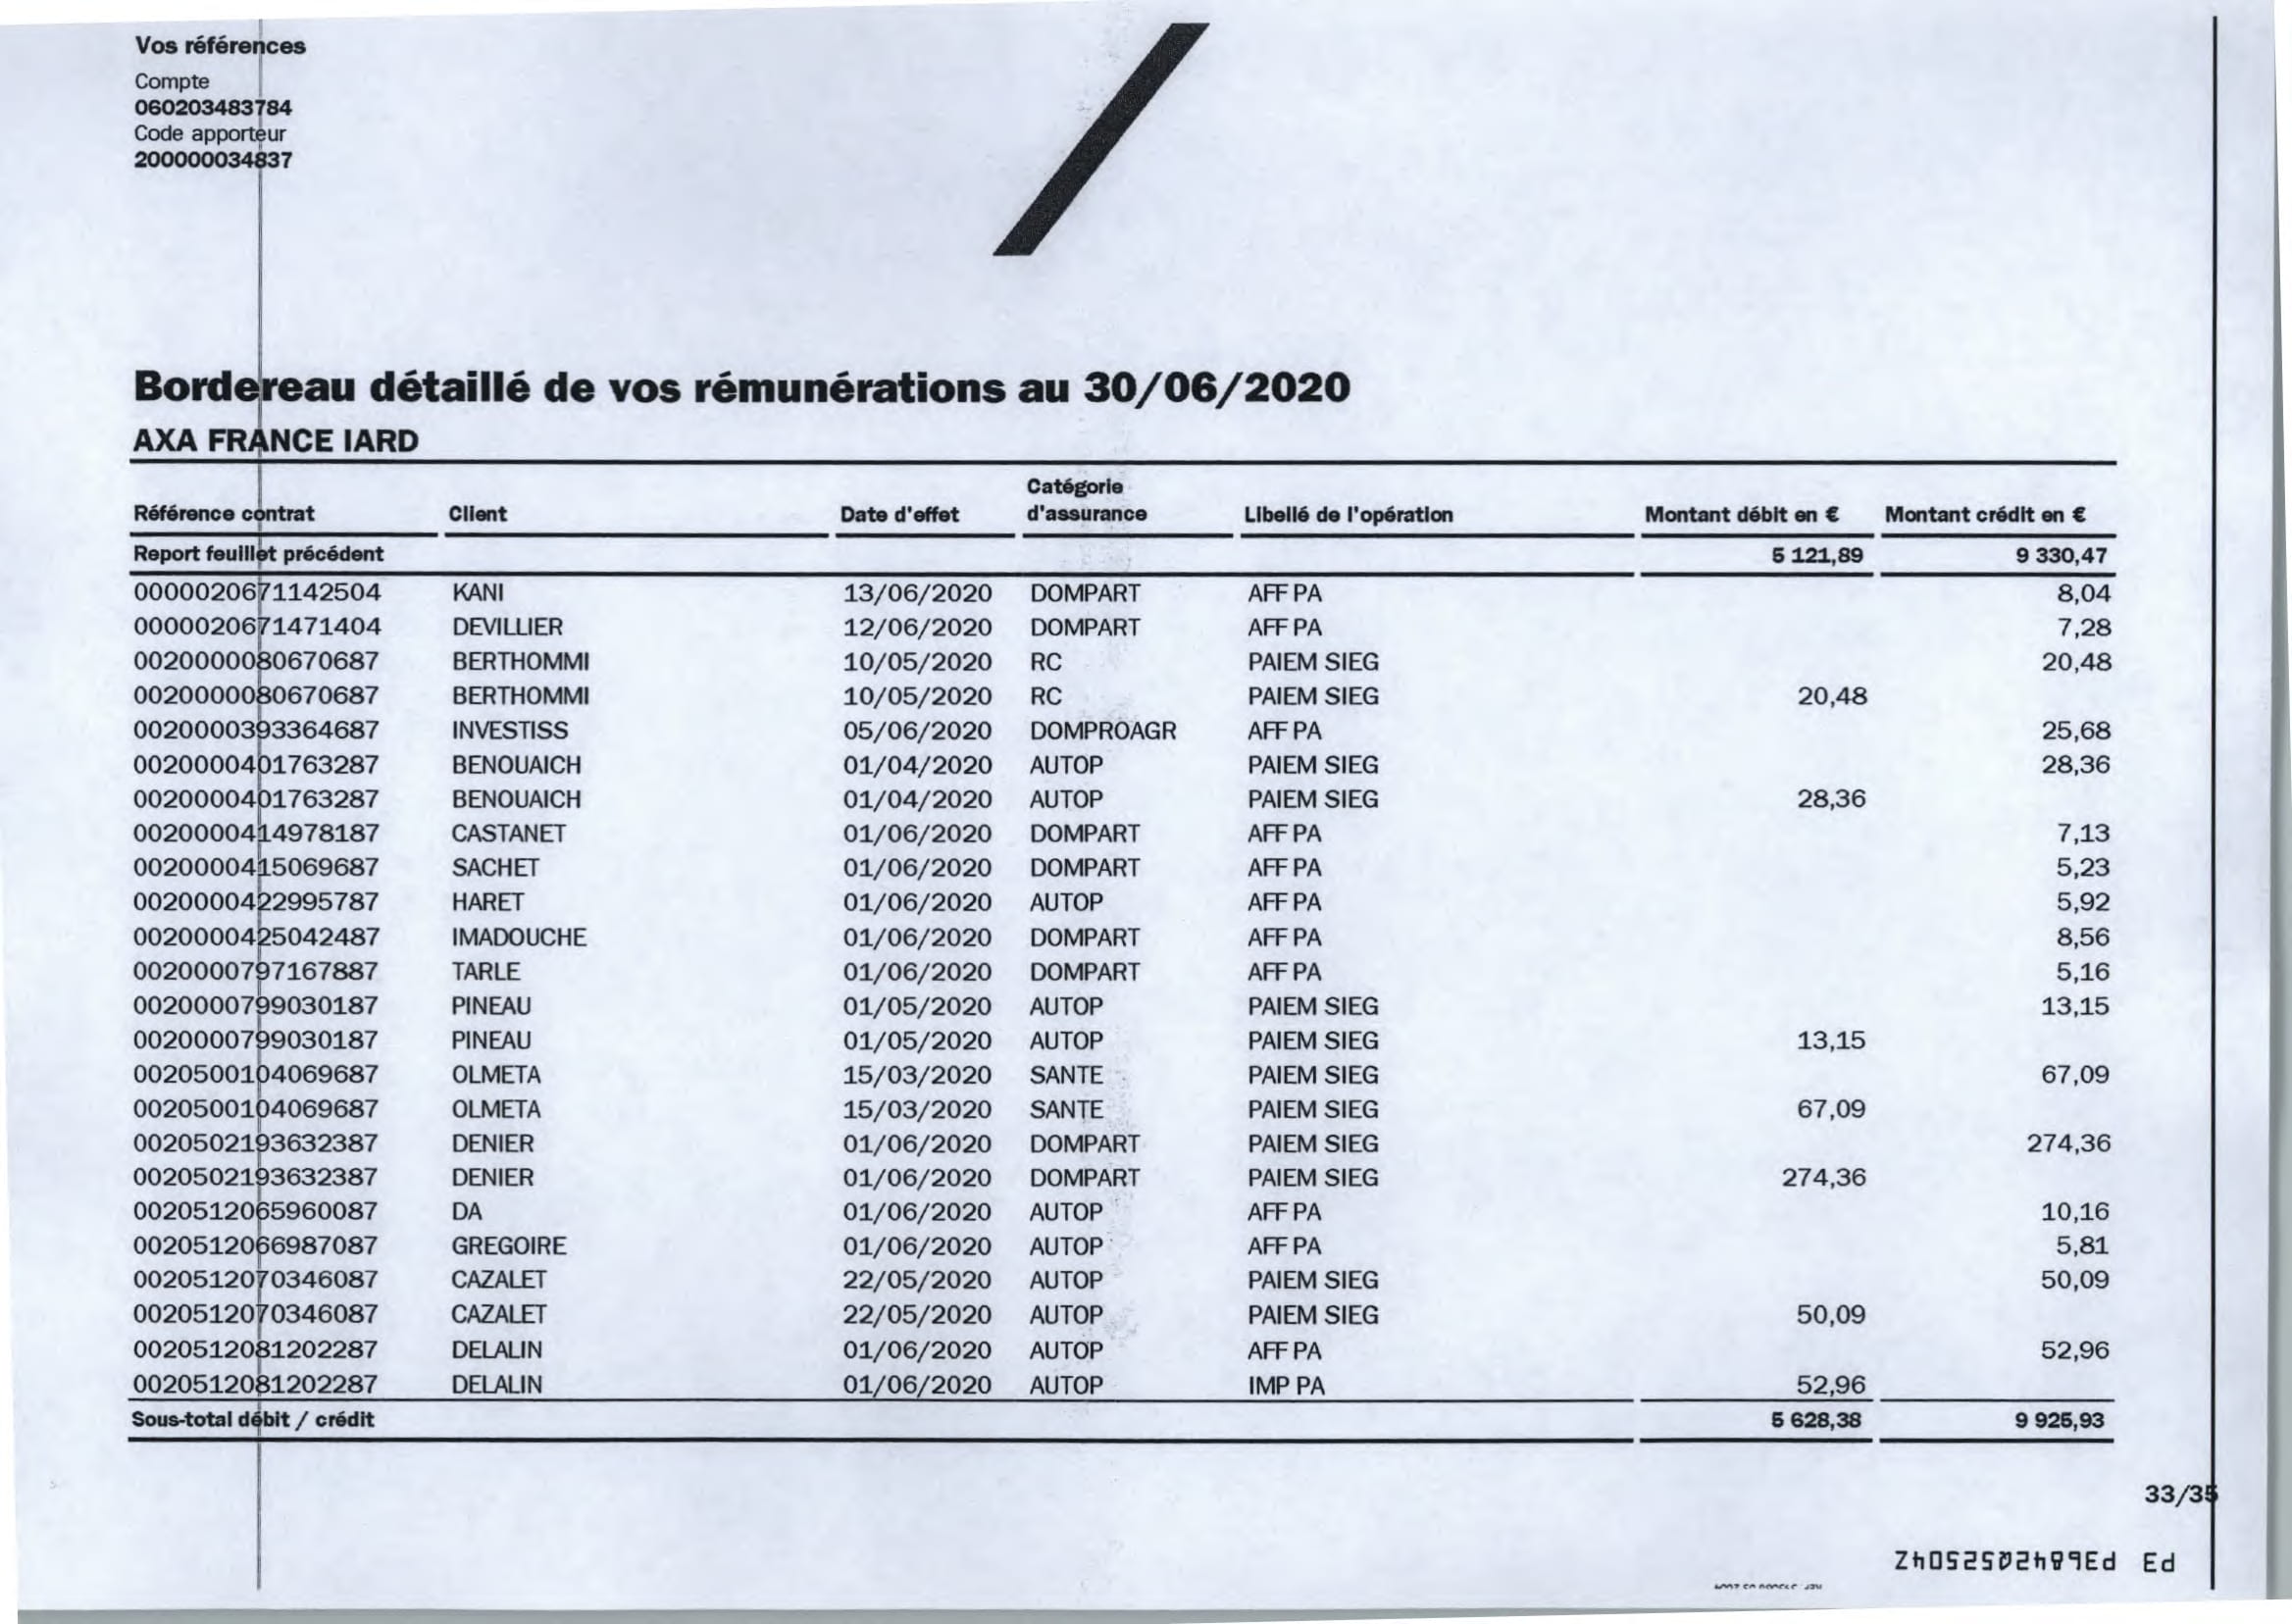 Vos références
Compte
060203483784
Code apporteur
200000034837
Bordereau détaillé de vos rémunérations au 30/06/2020
AXA FRANCE IARD
Référence contrat Client Date d'effet Catégorie d'assurance Libellé de l'opération Montant débit en € Montant crédit en €
Report feuillet précédent 5 121,89 9 330,47
0000020671142504 KANI 13/06/2020 DOMPART AFF PA 8,04
0000020671471404 DEVILLIER 12/06/2020 DOMPART AFF PA 7,28
0020000080670687 BERTHOMMI 10/05/2020 RC PAIEM SIEG 20,48
0020000080670687 BERTHOMMI 10/05/2020 RC PAIEM SIEG 20,48
0020000393364687 INVESTISS 05/06/2020 DOMPROAGR AFF PA 25,68
0020000401763287 BENOUAICH 01/04/2020 AUTOP PAIEM SIEG 28,36
0020000401763287 BENOUAICH 01/04/2020 AUTOP PAIEM SIEG 28,36
0020000414978187 CASTANET 01/06/2020 DOMPART AFF PA 7,13
0020000415069687 SACHET 01/06/2020 DOMPART AFF PA 5,23
0020000422995787 HARET 01/06/2020 AUTOP AFF PA 5,92
0020000425042487 IMADOUCHE 01/06/2020 DOMPART AFF PA 8,56
0020000797167887 TARLE 01/06/2020 DOMPART AFF PA 5,16
0020000799030187 PINEAU 01/05/2020 AUTOP PAIEM SIEG 13,15
0020000799030187 PINEAU 01/05/2020 AUTOP PAIEM SIEG 13,15
0020500104069687 OLMETA 15/03/2020 SANTE PAIEM SIEG 67,09
0020500104069687 OLMETA 15/03/2020 SANTE PAIEM SIEG 67,09
0020502193632387 DENIER 01/06/2020 DOMPART PAIEM SIEG 274,36
0020502193632387 DENIER 01/06/2020 DOMPART PAIEM SIEG 274,36
0020512065960087 DA 01/06/2020 AUTOP AFF PA 10,16
0020512066987087 GREGOIRE 01/06/2020 AUTOP AFF PA 5,81
0020512070346087 CAZALET 22/05/2020 AUTOP PAIEM SIEG 50,09
0020512070346087 CAZALET 22/05/2020 AUTOP PAIEM SIEG 50,09
0020512081202287 DELALIN 01/06/2020 AUTOP AFF PA 52,96
0020512081202287 DELALIN 01/06/2020 AUTOP IMP PA 52,96
Sous-total débit / crédit 5 628,38 9 925,93
33/35